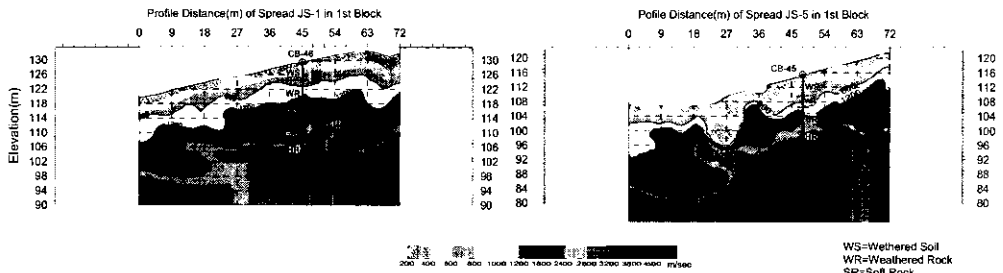 Profile Distance(m) of Spread JS-1 in 1st Block
0 9 18 27 36 45 54 63 72
Elevation(m)
130 126 122 118 114 110 106 102 98 94 90
CB-46
WS
WR
130 126 122 118 114 110 106 102 98 94 90
Pofile Distance(m) of Spread JS-5 in 1st Block
0 9 18 27 36 45 54 63 72
120 116 112 108 104 100 96 92 88 84 80
CB-45
120 116 112 108 104 100 96 92 88 84 80
200 400 600 800 1000 1200 1800 2400 2800 3200 3800 4500 m/sec
WS=Wethered Soil
WR=Weathered Rock
SR=Soft Rock